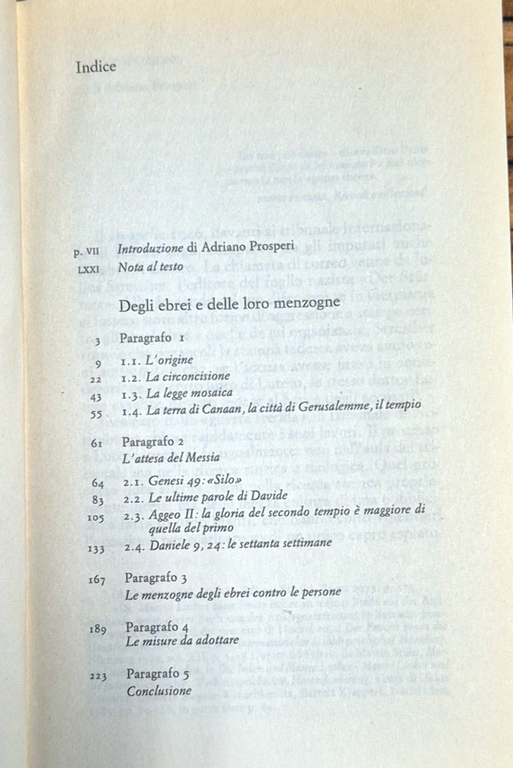 Indice
p. VII Introduzione di Adriano Prosperi
LXXI Nota al testo
Degli ebrei e delle loro menzogne
3 Paragrafo 1
9 1.1. L'origine
22 1.2. La circoncisione
43 1.3. La legge mosaica
55 1.4. La terra di Canaan, la città di Gerusalemme, il tempio
61 Paragrafo 2
L'attesa del Messia
64 2.1. Genesi 49: «Silo»
83 2.2. Le ultime parole di Davide
105 2.3. Aggeo II: la gloria del secondo tempio è maggiore di
quella del primo
133 2.4. Daniele 9, 24: le settanta settimane
167 Paragrafo 3
Le menzogne degli ebrei contro le persone
189 Paragrafo 4
Le misure da adottare
223 Paragrafo 5
Conclusione